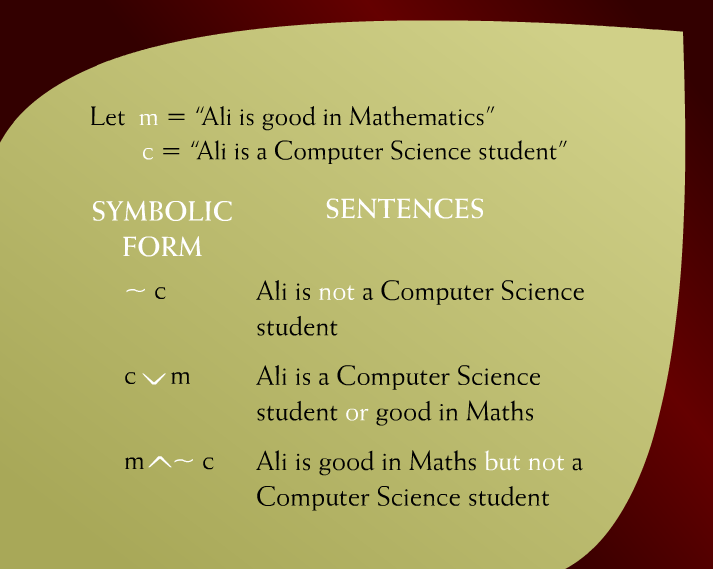 Let m = “Ali is good in Mathematics”
c = “Ali is a Computer Science student”
SYMBOLIC FORM
SENTENCES
~ c
Ali is not a Computer Science
student
c ∨ m
Ali is a Computer Science
student or good in Maths
m ∧ ~ c
Ali is good in Maths but not a
Computer Science student